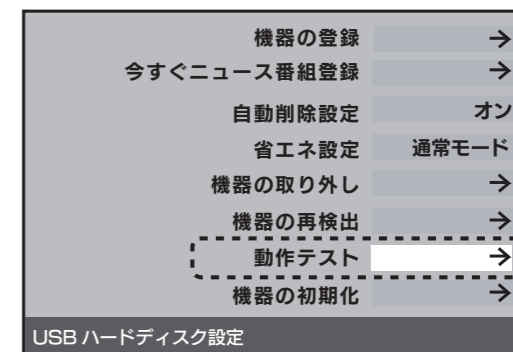 機器の登録 →
今すぐニュース番組登録 →
自動削除設定 オン
省エネ設定 通常モード
機器の取り外し →
機器の再検出 →
動作テスト →
機器の初期化 →
USB ハードディスク設定